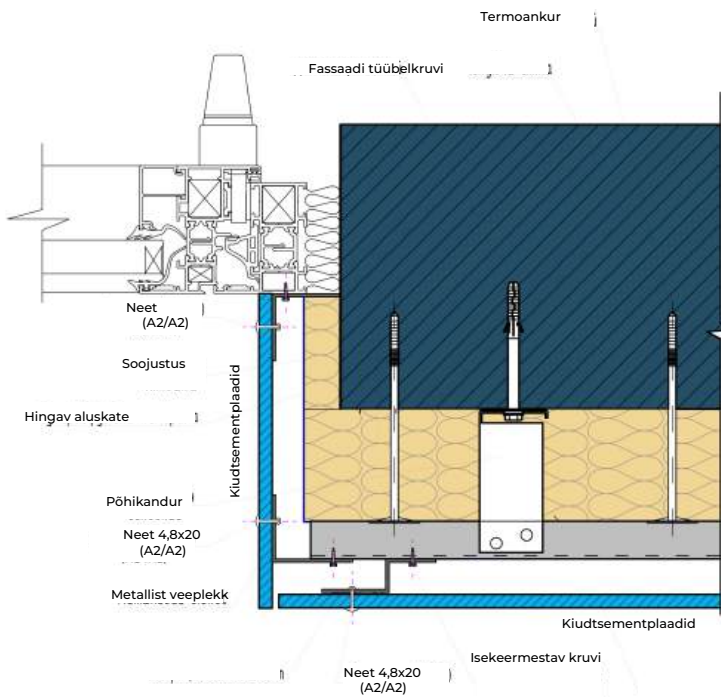 Termoankur
Fassaadi tüübelkruvi
Neet
(A2/A2)
Soojustus
Hingav aluskate
Kiudtsementplaadid
Põhikandur
Neet 4,8x20
(A2/A2)
Metallist veeplekk
Kiudtsementplaadid
Isekeermestav kruvi
Neet 4,8x20
(A2/A2)